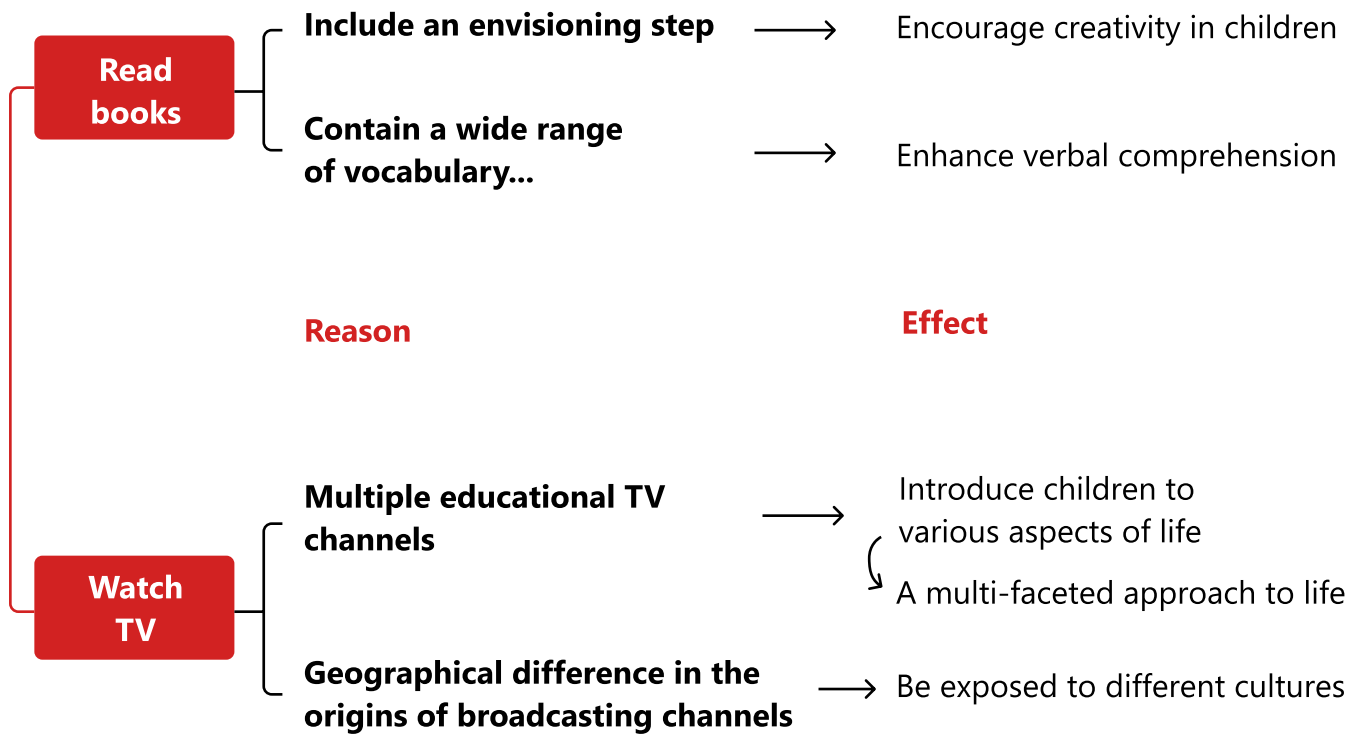 Read
books
Include an envisioning step
Encourage creativity in children
Contain a wide range
of vocabulary...
Enhance verbal comprehension
Reason
Effect
Watch
TV
Multiple educational TV
channels
Introduce children to
various aspects of life
A multi-faceted approach to life
Geographical difference in the
origins of broadcasting channels
Be exposed to different cultures